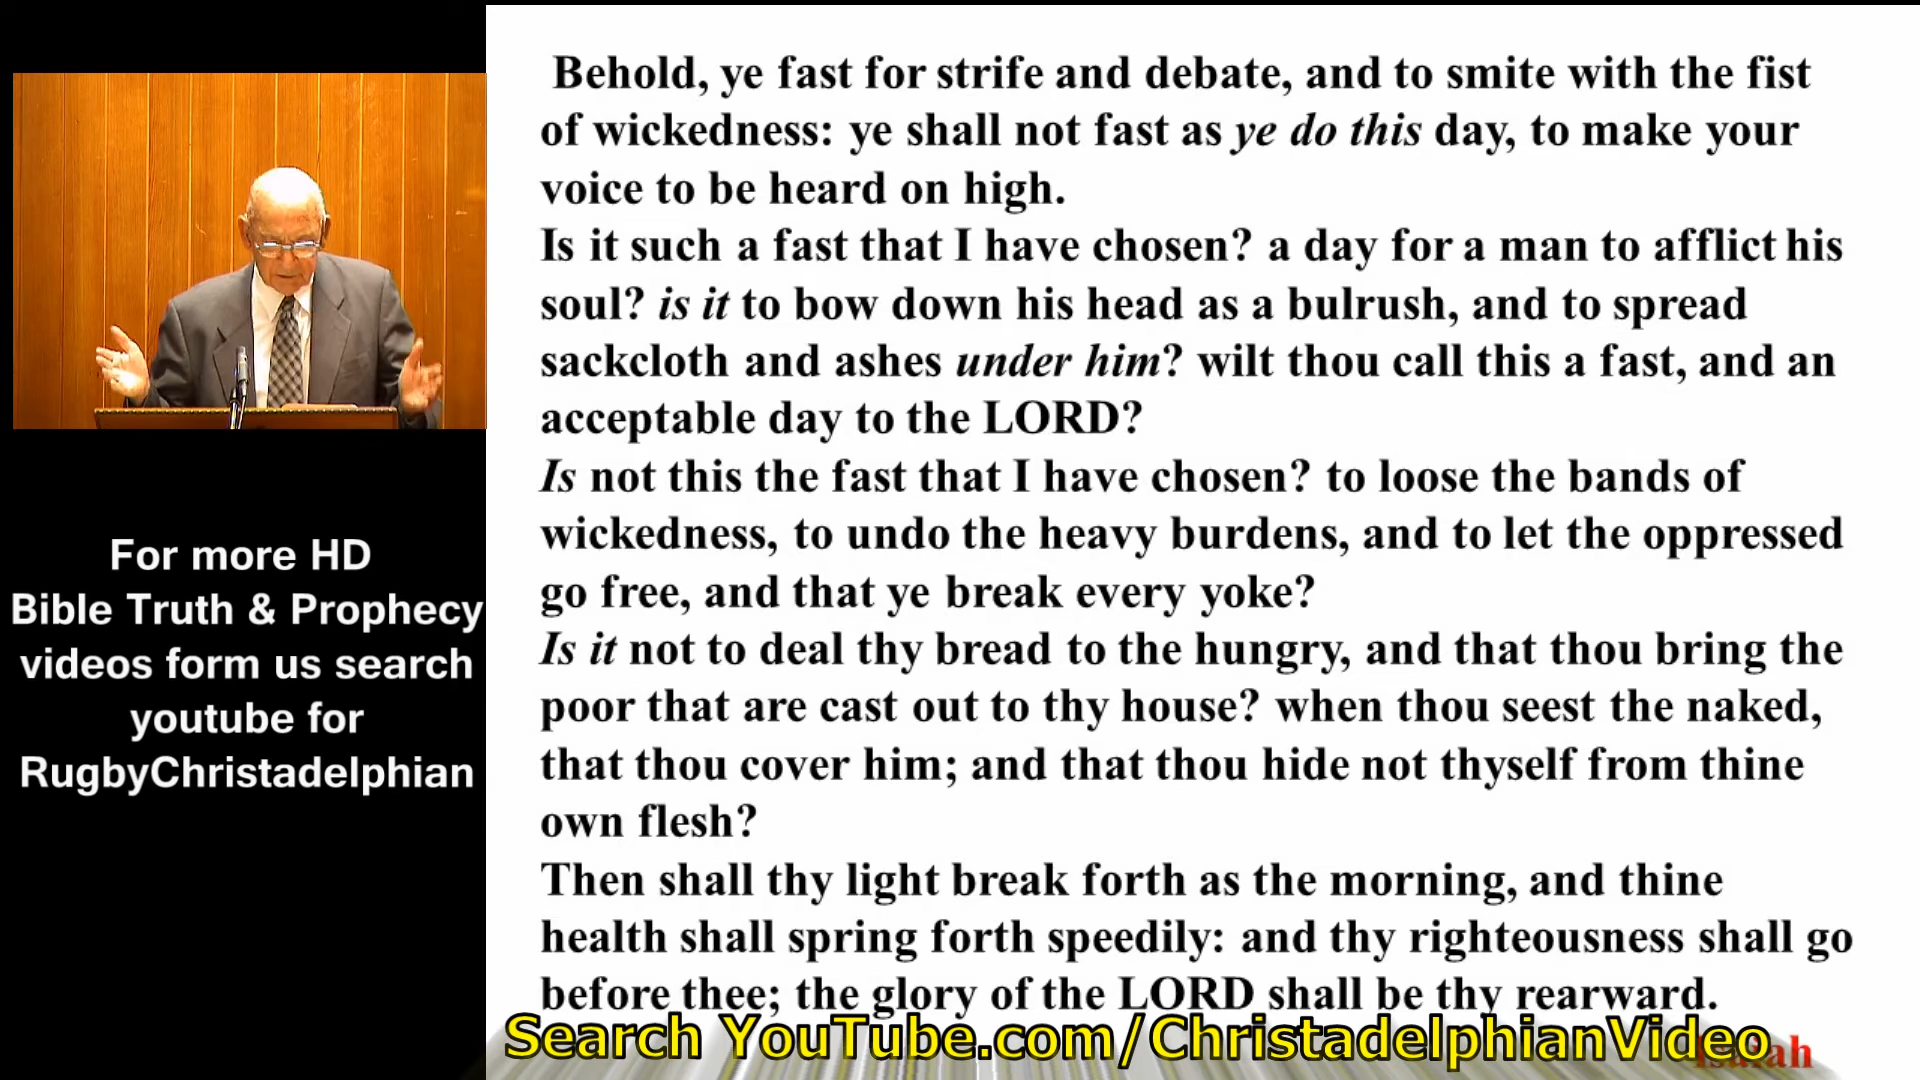 Behold, ye fast for strife and debate, and to smite with the fist
of wickedness: ye shall not fast as ye do this day, to make your
voice to be heard on high.
Is it such a fast that I have chosen? a day for a man to afflict his
soul? is it to bow down his head as a bulrush, and to spread
sackcloth and ashes under him? wilt thou call this a fast, and an
acceptable day to the LORD?
Is not this the fast that I have chosen? to loose the bands of
wickedness, to undo the heavy burdens, and to let the oppressed
go free, and that ye break every yoke?
Is it not to deal thy bread to the hungry, and that thou bring the
poor that are cast out to thy house? when thou seest the naked,
that thou cover him; and that thou hide not thyself from thine
own flesh?
Then shall thy light break forth as the morning, and thine
health shall spring forth speedily: and thy righteousness shall go
before thee; the glory of the LORD shall be thy rearward.
For more HD
Bible Truth & Prophecy
videos form us search
youtube for
RugbyChristadelphian
Search YouTube.com/ChristadelphianVideo
Isaiah